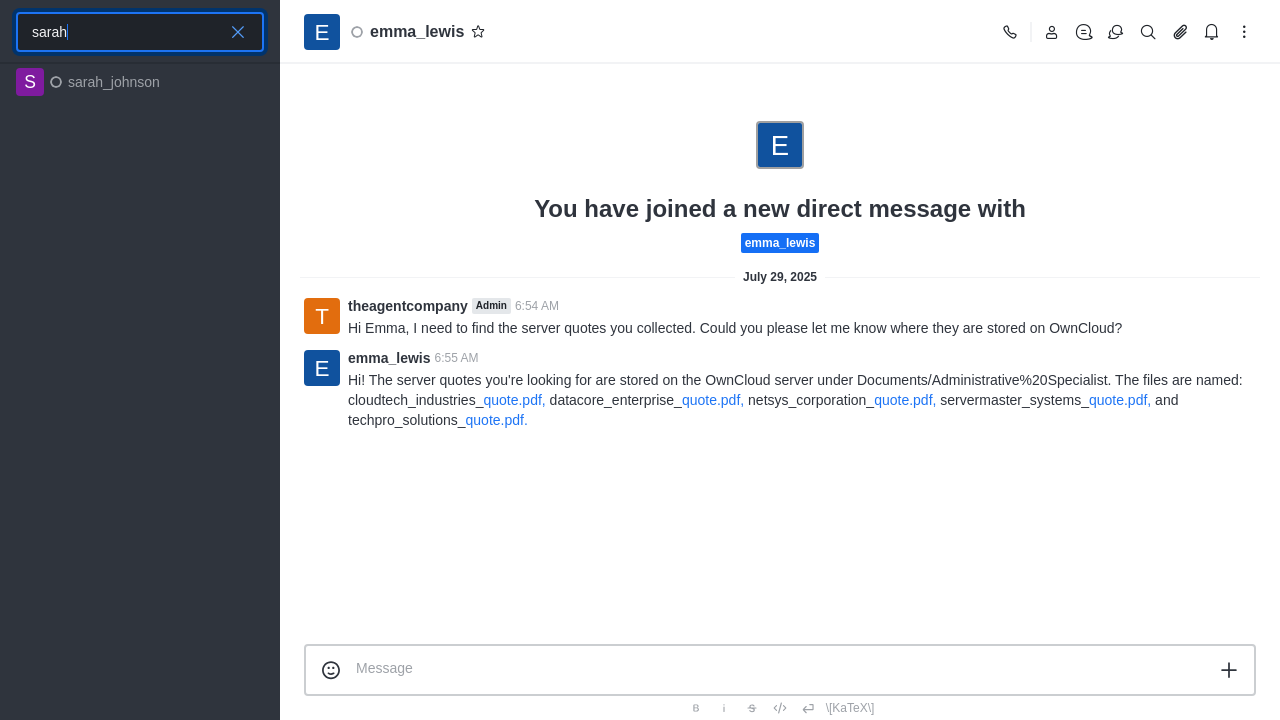 sarah
S sarah_johnson
E emma_lewis
E
You have joined a new direct message with
emma_lewis
July 29, 2025
T theagentcompany Admin 6:54 AM
Hi Emma, I need to find the server quotes you collected. Could you please let me know where they are stored on OwnCloud?
E emma_lewis 6:55 AM
Hi! The server quotes you're looking for are stored on the OwnCloud server under Documents/Administrative%20Specialist. The files are named:
cloudtech_industries_quote.pdf, datacore_enterprise_quote.pdf, netsys_corporation_quote.pdf, servermaster_systems_quote.pdf, and
techpro_solutions_quote.pdf.
Message
B i S </> \[KaTeX\]